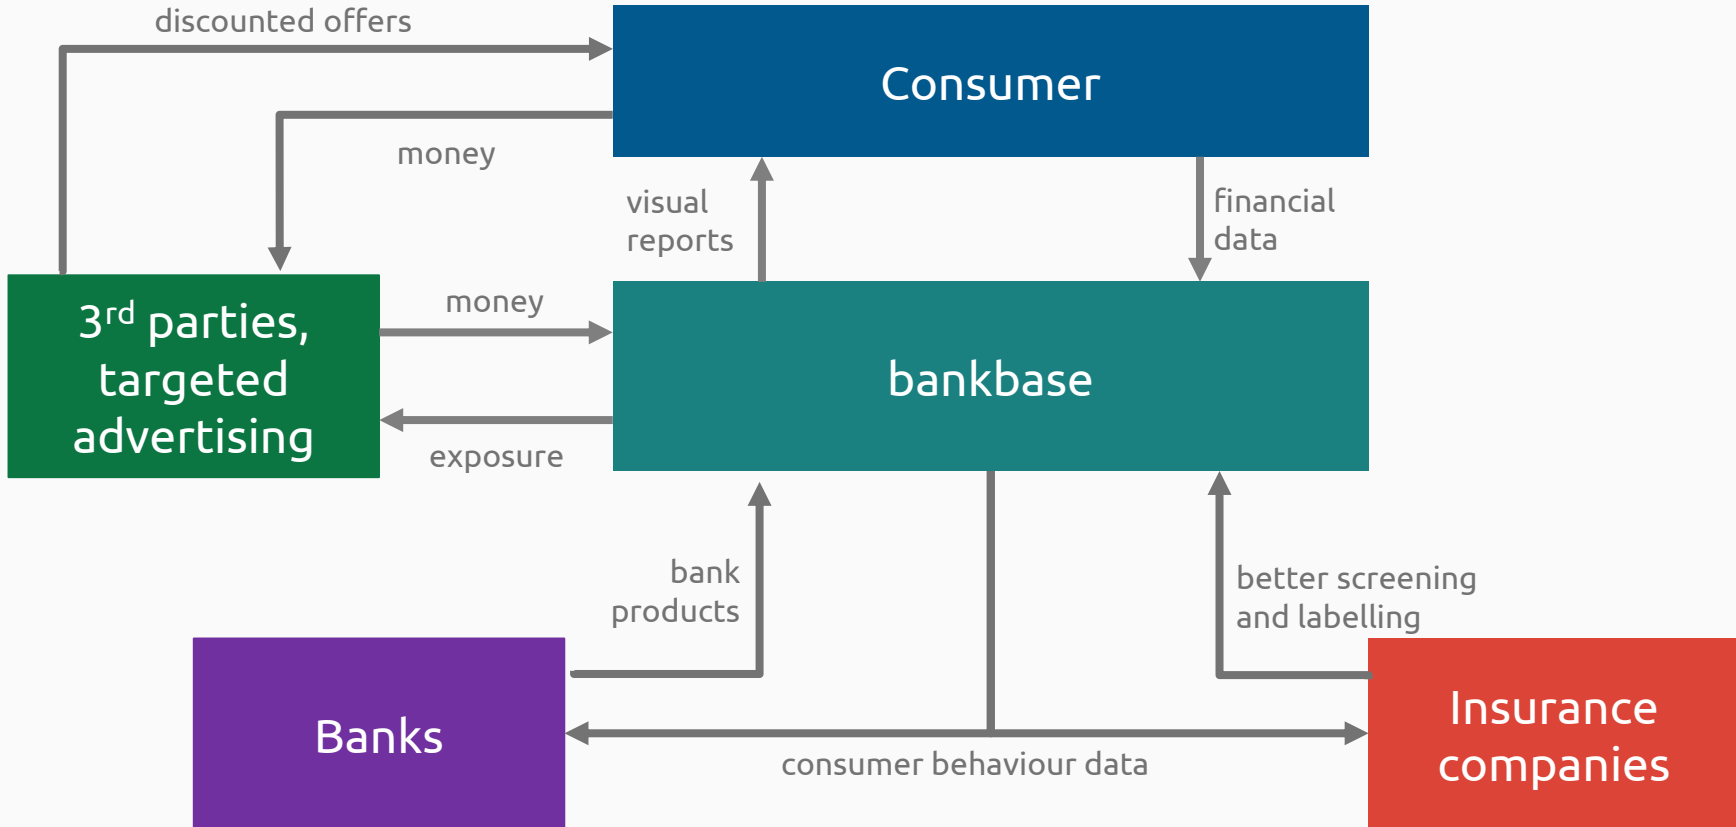 discounted offers
Consumer
money
visual
reports
financial
data
3rd parties,
targeted
advertising
money
bankbase
exposure
bank
products
better screening
and labelling
Banks
consumer behaviour data
Insurance
companies